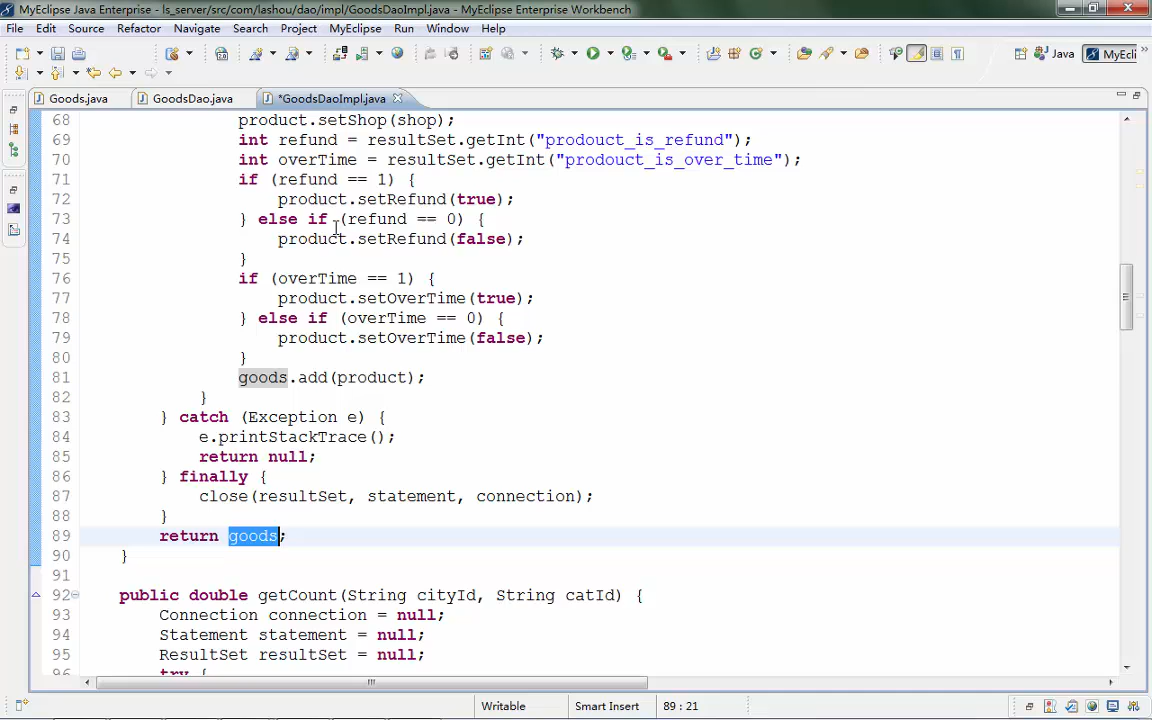 MyEclipse Java Enterprise - ls_server/src/com/lashou/dao/impl/GoodsDaoImpl.java - MyEclipse Enterprise Workbench
File Edit Source Refactor Navigate Search Project MyEclipse Run Window Help
Java MyEcli
Goods.java GoodsDao.java *GoodsDaoImpl.java
68 product.setShop(shop);
69 int refund = resultSet.getInt("prodouct_is_refund");
70 int overTime = resultSet.getInt("prodouct_is_over_time");
71 if (refund == 1) {
72 product.setRefund(true);
73 } else if (refund == 0) {
74 product.setRefund(false);
75 }
76 if (overTime == 1) {
77 product.setOverTime(true);
78 } else if (overTime == 0) {
79 product.setOverTime(false);
80 }
81 goods.add(product);
82 }
83 } catch (Exception e) {
84 e.printStackTrace();
85 return null;
86 } finally {
87 close(resultSet, statement, connection);
88 }
89 return goods;
90 }
91
92 public double getCount(String cityId, String catId) {
93 Connection connection = null;
94 Statement statement = null;
95 ResultSet resultSet = null;
96 try {
Writable Smart Insert 89 : 21